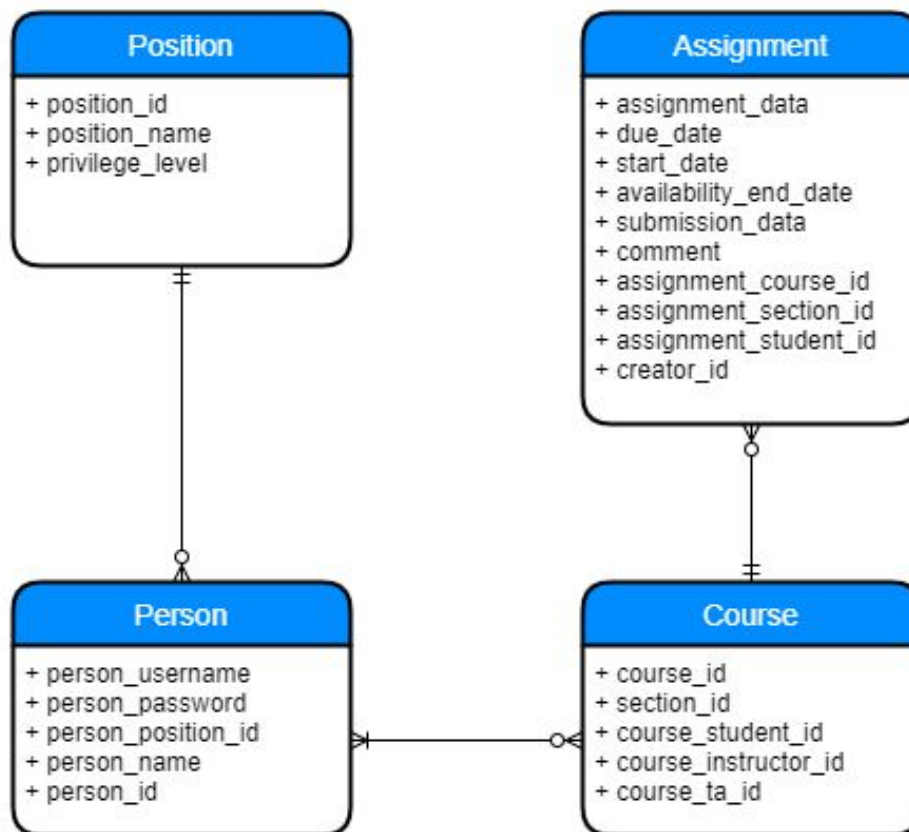 Position
+ position_id
+ position_name
+ privilege_level
Assignment
+ assignment_data
+ due_date
+ start_date
+ availability_end_date
+ submission_data
+ comment
+ assignment_course_id
+ assignment_section_id
+ assignment_student_id
+ creator_id
Person
+ person_username
+ person_password
+ person_position_id
+ person_name
+ person_id
Course
+ course_id
+ section_id
+ course_student_id
+ course_instructor_id
+ course_ta_id